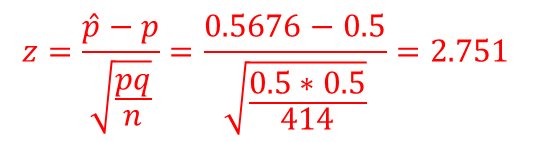 z = (p̂ − p) / √(pq / n) = (0.5676 − 0.5) / √(0.5 ∗ 0.5 / 414) = 2.751